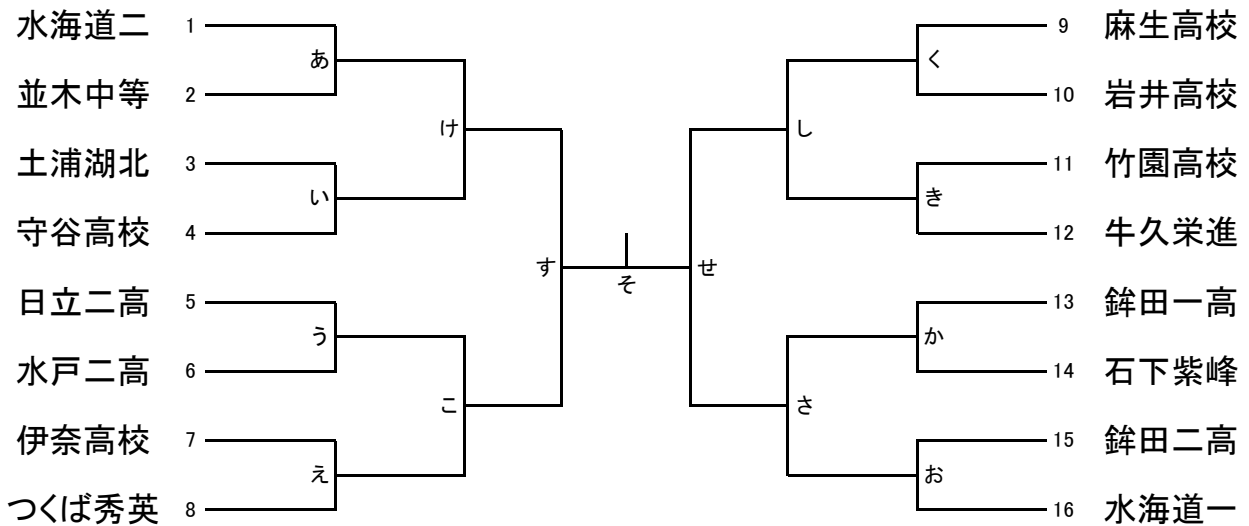 水海道二 1
並木中等 2
土浦湖北 3
守谷高校 4
日立二高 5
水戸二高 6
伊奈高校 7
つくば秀英 8
あ
い
う
え
け
こ
す
そ
せ
し
さ
く
き
か
お
9 麻生高校
10 岩井高校
11 竹園高校
12 牛久栄進
13 鉾田一高
14 石下紫峰
15 鉾田二高
16 水海道一